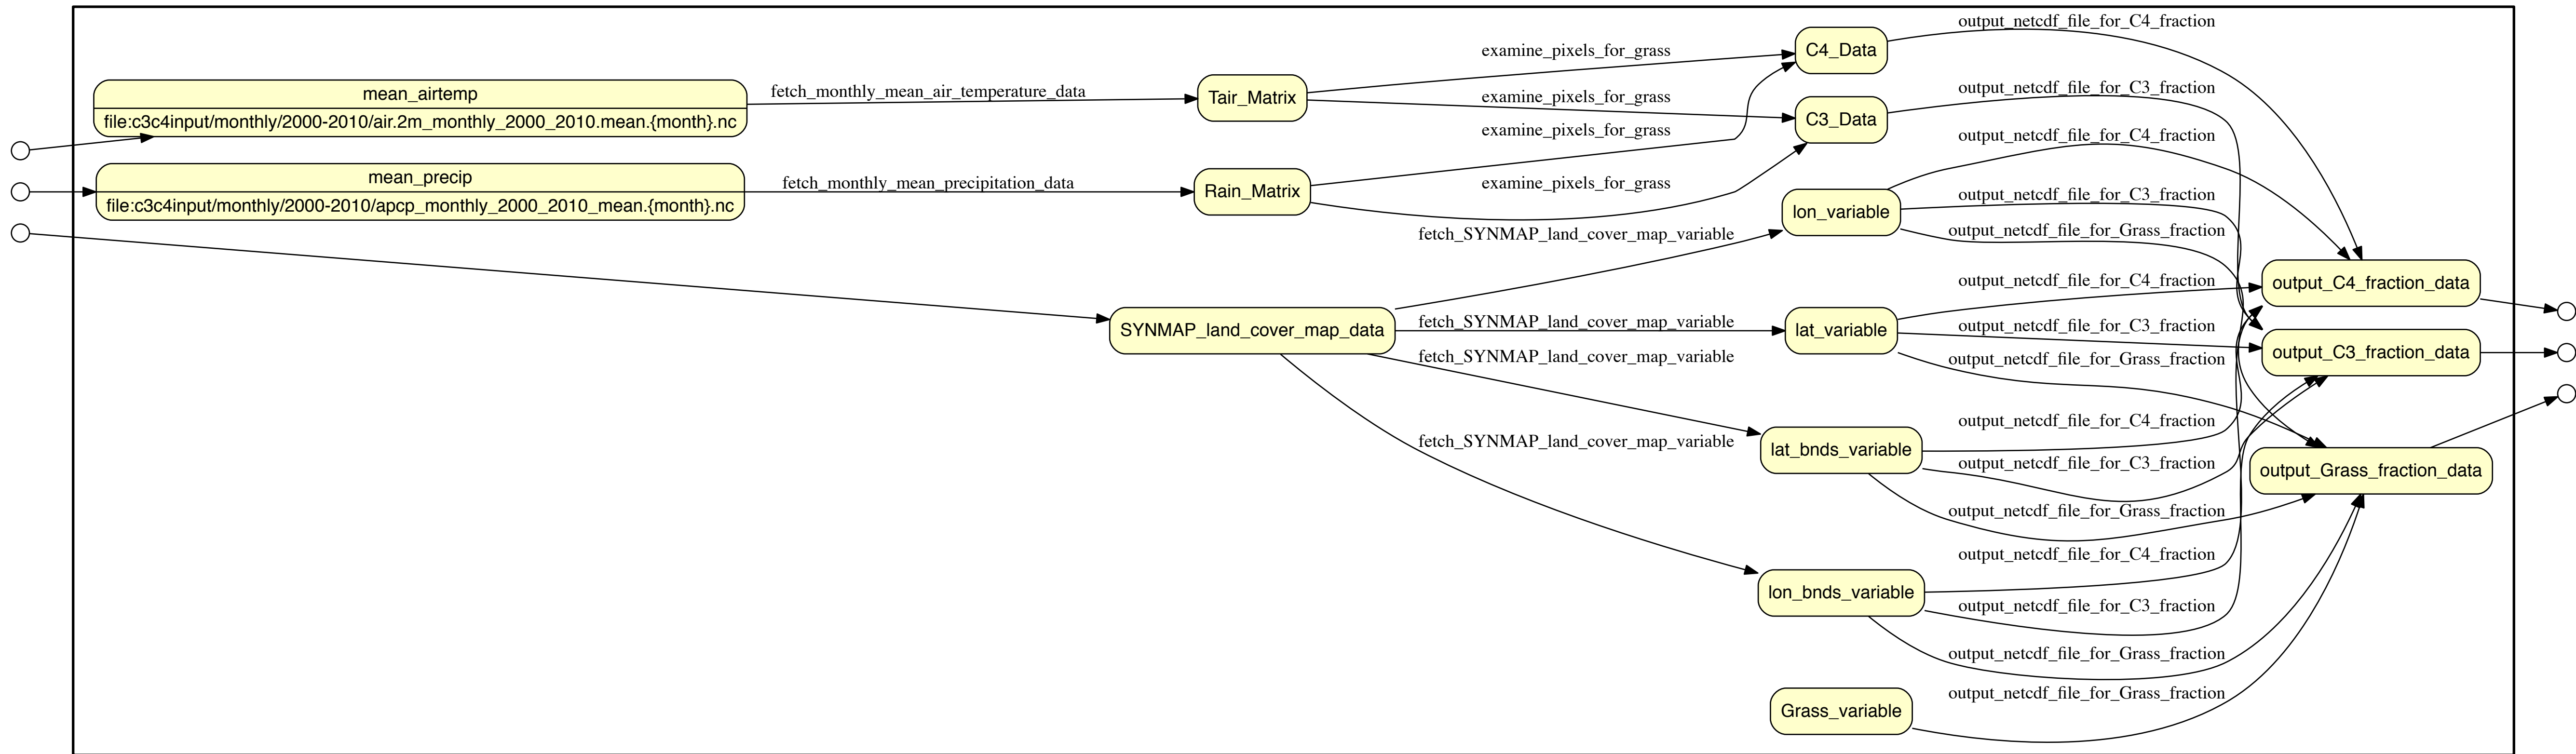 mean_airtemp
file:c3c4input/monthly/2000-2010/air.2m_monthly_2000_2010.mean.{month}.nc
mean_precip
file:c3c4input/monthly/2000-2010/apcp_monthly_2000_2010_mean.{month}.nc
fetch_monthly_mean_air_temperature_data
fetch_monthly_mean_precipitation_data
Tair_Matrix
Rain_Matrix
SYNMAP_land_cover_map_data
examine_pixels_for_grass
examine_pixels_for_grass
examine_pixels_for_grass
examine_pixels_for_grass
fetch_SYNMAP_land_cover_map_variable
fetch_SYNMAP_land_cover_map_variable
fetch_SYNMAP_land_cover_map_variable
fetch_SYNMAP_land_cover_map_variable
C4_Data
C3_Data
lon_variable
lat_variable
lat_bnds_variable
lon_bnds_variable
Grass_variable
output_netcdf_file_for_C4_fraction
output_netcdf_file_for_C3_fraction
output_netcdf_file_for_C4_fraction
output_netcdf_file_for_C3_fraction
output_netcdf_file_for_Grass_fraction
output_netcdf_file_for_C4_fraction
output_netcdf_file_for_C3_fraction
output_netcdf_file_for_Grass_fraction
output_netcdf_file_for_C4_fraction
output_netcdf_file_for_C3_fraction
output_netcdf_file_for_Grass_fraction
output_netcdf_file_for_C4_fraction
output_netcdf_file_for_C3_fraction
output_netcdf_file_for_Grass_fraction
output_netcdf_file_for_Grass_fraction
output_C4_fraction_data
output_C3_fraction_data
output_Grass_fraction_data